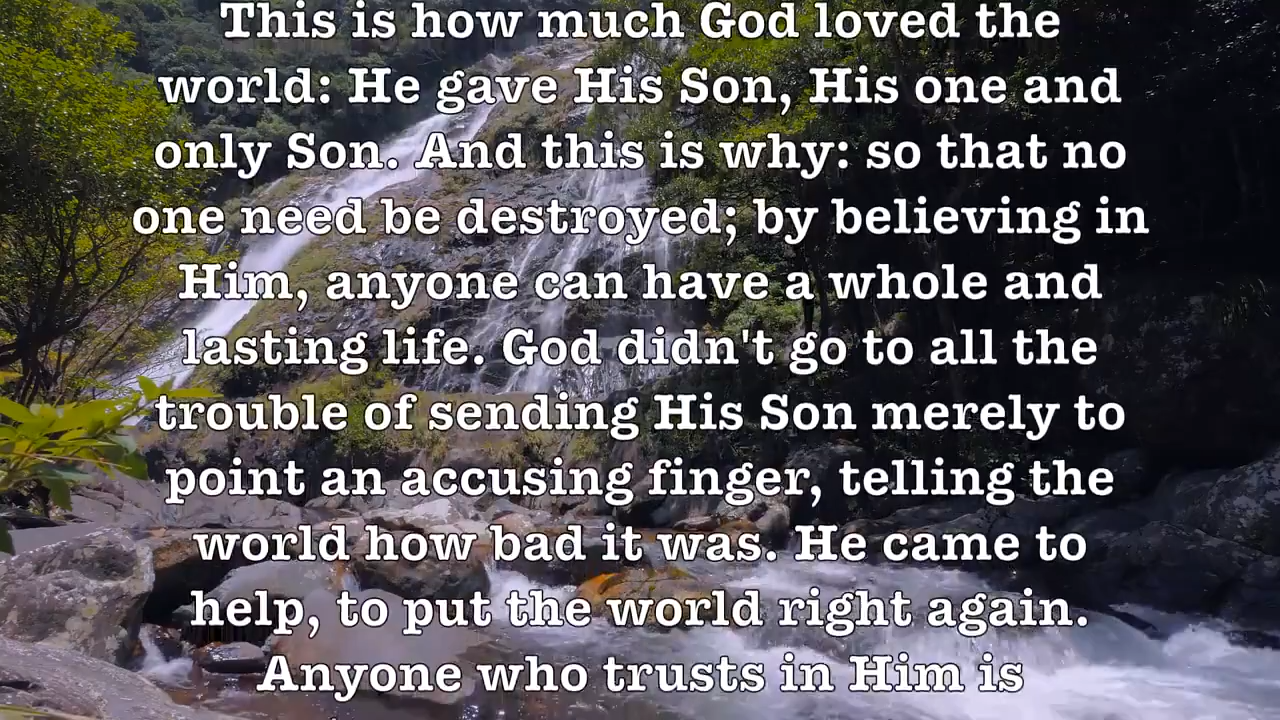 This is how much God loved the
world: He gave His Son, His one and
only Son. And this is why: so that no
one need be destroyed; by believing in
Him, anyone can have a whole and
lasting life. God didn't go to all the
trouble of sending His Son merely to
point an accusing finger, telling the
world how bad it was. He came to
help, to put the world right again.
Anyone who trusts in Him is